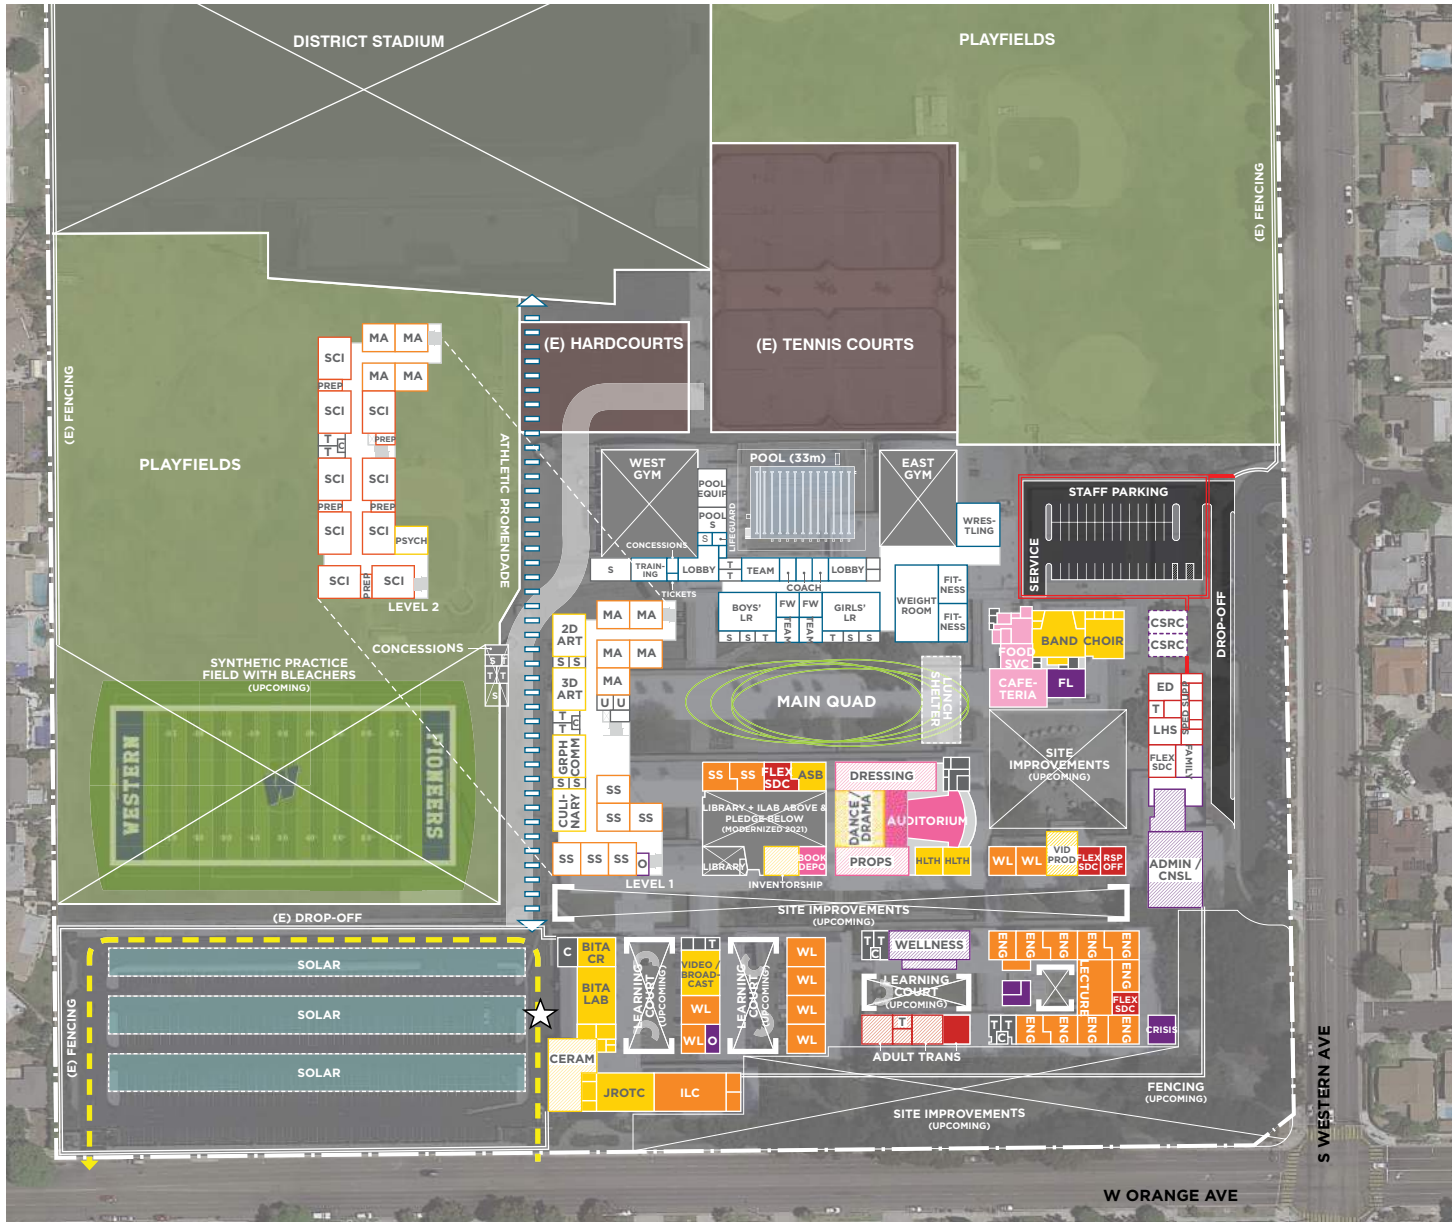 DISTRICT STADIUM
PLAYFIELDS
(E) FENCING
(E) HARDCOURTS
(E) TENNIS COURTS
MA MA
SCI
PREP
MA MA
SCI SCI
T
C
T
PREP
SCI SCI
PREP PREP
SCI SCI
PSYCH
SCI
PREP
SCI
LEVEL 2
(E) FENCING
PLAYFIELDS
ATHLETIC PROMENDADE
WEST
GYM
POOL
EQUIP
POOL
S
S
LIFEGUARD
POOL (33m)
EAST
GYM
WRES-
TLING
STAFF PARKING
SERVICE
DROP-OFF
CONCESSIONS
S
TRAIN-
ING
LOBBY
T
T
TEAM
LOBBY
COACH
TICKETS
BOYS'
LR
FW FW
GIRLS'
LR
S S T
TEAM
TEAM
T S S
WEIGHT
ROOM
FIT-
NESS
FIT-
NESS
BAND
CHOIR
FOOD
SVC
CAFE-
TERIA
FL
CSRC
CSRC
CONCESSIONS
S T
T T
S
SYNTHETIC PRACTICE
FIELD WITH BLEACHERS
(UPCOMING)
WESTERN
PIONEERS
2D
ART
S S
3D
ART
T
C
T
GRPH
COMM
S S
CULI-
NARY
MA MA
MA MA
MA
U U
SS
SS SS
SS SS SS
O
LEVEL 1
MAIN QUAD
LUNCH
SHELTER
ED
T
LHS
SPED
FLEX
SDC
FAMILY
SITE
IMPROVEMENTS
(UPCOMING)
SS SS
FLEX
SDC
ASB
LIBRARY + ILAB ABOVE &
PLEDGE BELOW
(MODERNIZED 2021)
LIBRARY
BOOK
DEPO
INVENTORSHIP
DRESSING
DANCE/
DRAMA
AUDITORIUM
PROPS
HLTH HLTH
WL WL
VID
PROD
FLEX
SDC
RSP
OFF
ADMIN /
CNSL
SITE IMPROVEMENTS
(UPCOMING)
(E) DROP-OFF
SOLAR
SOLAR
SOLAR
(E) FENCING
C
BITA
CR
BITA
LAB
CERAM
JROTC
ILC
LEARNING
COURT
(UPCOMING)
T
VIDEO /
BROAD-
CAST
WL
WL
O
LEARNING
COURT
(UPCOMING)
WL
WL
WL
WL
T T
C
WELLNESS
LEARNING
COURT
(UPCOMING)
T
ADULT TRANS
ENG ENG ENG ENG ENG
ENG
LECTURE
FLEX
SDC
T T
C
ENG ENG ENG ENG
CRISIS
FENCING
(UPCOMING)
SITE IMPROVEMENTS
(UPCOMING)
S WESTERN AVE
W ORANGE AVE